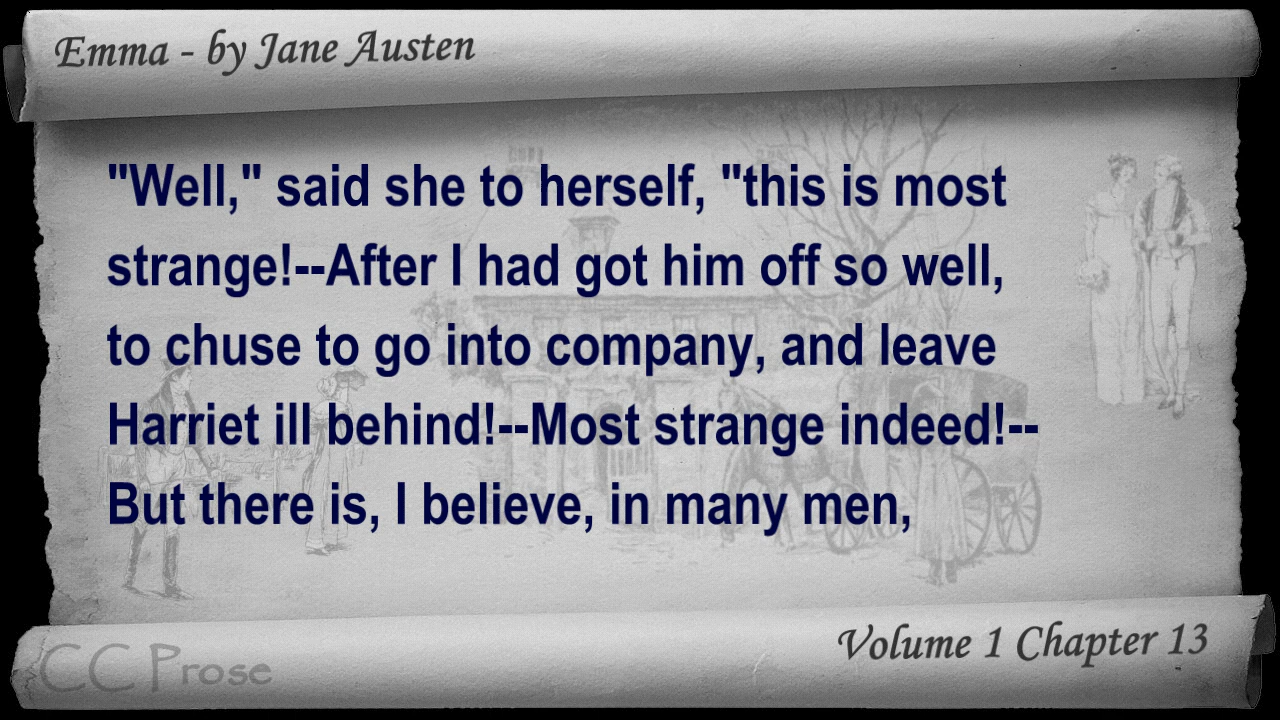 Emma - by Jane Austen
"Well," said she to herself, "this is most
strange!--After I had got him off so well,
to chuse to go into company, and leave
Harriet ill behind!--Most strange indeed!--
But there is, I believe, in many men,
Volume 1 Chapter 13
CC Prose